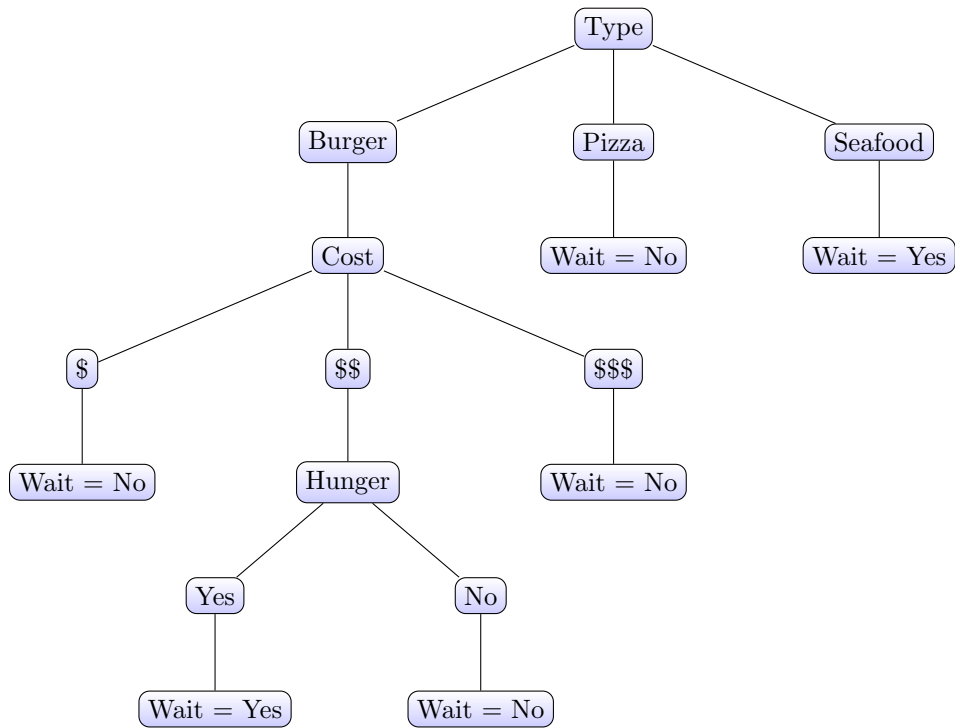 Type
Burger
Pizza
Seafood
Cost
Wait = No
Wait = Yes
$
$$
$$$
Wait = No
Hunger
Wait = No
Yes
No
Wait = Yes
Wait = No